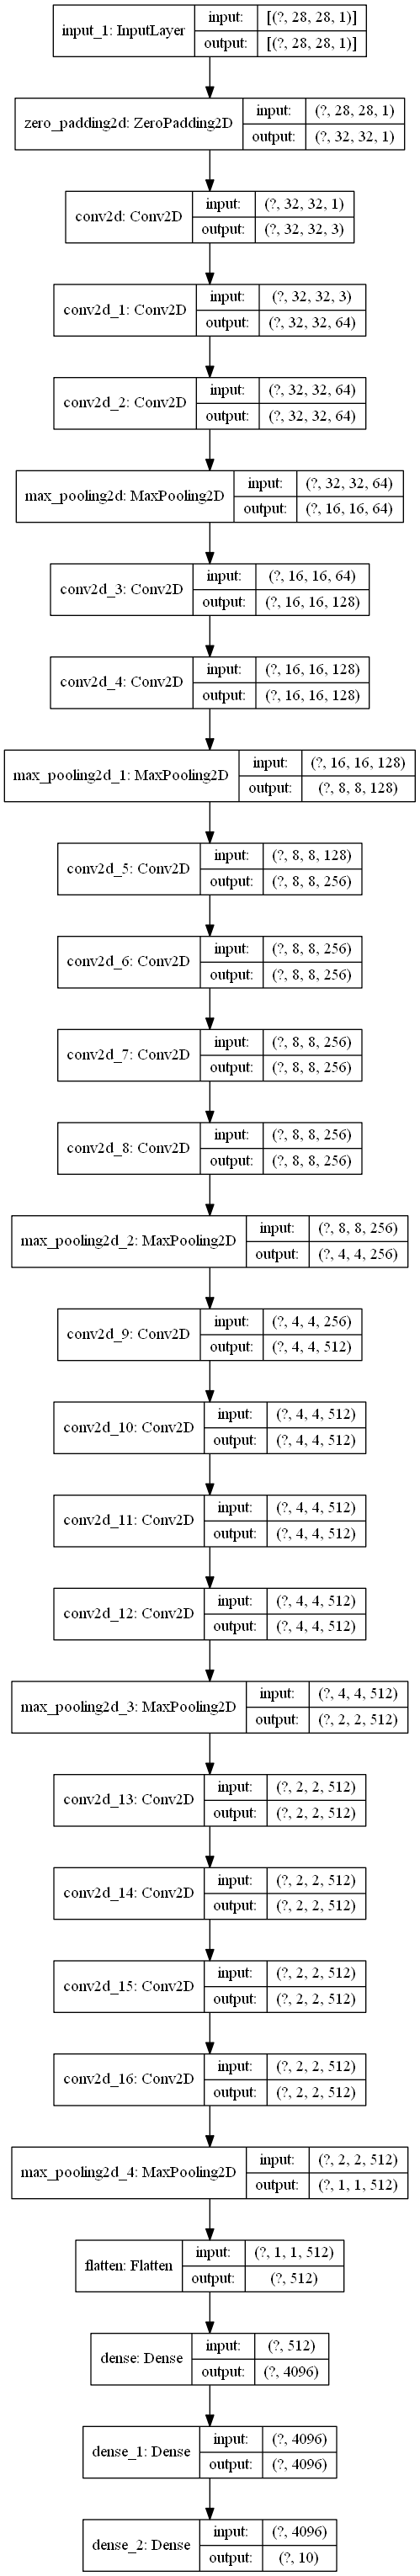 input_1: InputLayer
input: [(?, 28, 28, 1)]
output: [(?, 28, 28, 1)]
zero_padding2d: ZeroPadding2D
input: (?, 28, 28, 1)
output: (?, 32, 32, 1)
conv2d: Conv2D
input: (?, 32, 32, 1)
output: (?, 32, 32, 3)
conv2d_1: Conv2D
input: (?, 32, 32, 3)
output: (?, 32, 32, 64)
conv2d_2: Conv2D
input: (?, 32, 32, 64)
output: (?, 32, 32, 64)
max_pooling2d: MaxPooling2D
input: (?, 32, 32, 64)
output: (?, 16, 16, 64)
conv2d_3: Conv2D
input: (?, 16, 16, 64)
output: (?, 16, 16, 128)
conv2d_4: Conv2D
input: (?, 16, 16, 128)
output: (?, 16, 16, 128)
max_pooling2d_1: MaxPooling2D
input: (?, 16, 16, 128)
output: (?, 8, 8, 128)
conv2d_5: Conv2D
input: (?, 8, 8, 128)
output: (?, 8, 8, 256)
conv2d_6: Conv2D
input: (?, 8, 8, 256)
output: (?, 8, 8, 256)
conv2d_7: Conv2D
input: (?, 8, 8, 256)
output: (?, 8, 8, 256)
conv2d_8: Conv2D
input: (?, 8, 8, 256)
output: (?, 8, 8, 256)
max_pooling2d_2: MaxPooling2D
input: (?, 8, 8, 256)
output: (?, 4, 4, 256)
conv2d_9: Conv2D
input: (?, 4, 4, 256)
output: (?, 4, 4, 512)
conv2d_10: Conv2D
input: (?, 4, 4, 512)
output: (?, 4, 4, 512)
conv2d_11: Conv2D
input: (?, 4, 4, 512)
output: (?, 4, 4, 512)
conv2d_12: Conv2D
input: (?, 4, 4, 512)
output: (?, 4, 4, 512)
max_pooling2d_3: MaxPooling2D
input: (?, 4, 4, 512)
output: (?, 2, 2, 512)
conv2d_13: Conv2D
input: (?, 2, 2, 512)
output: (?, 2, 2, 512)
conv2d_14: Conv2D
input: (?, 2, 2, 512)
output: (?, 2, 2, 512)
conv2d_15: Conv2D
input: (?, 2, 2, 512)
output: (?, 2, 2, 512)
conv2d_16: Conv2D
input: (?, 2, 2, 512)
output: (?, 2, 2, 512)
max_pooling2d_4: MaxPooling2D
input: (?, 2, 2, 512)
output: (?, 1, 1, 512)
flatten: Flatten
input: (?, 1, 1, 512)
output: (?, 512)
dense: Dense
input: (?, 512)
output: (?, 4096)
dense_1: Dense
input: (?, 4096)
output: (?, 4096)
dense_2: Dense
input: (?, 4096)
output: (?, 10)